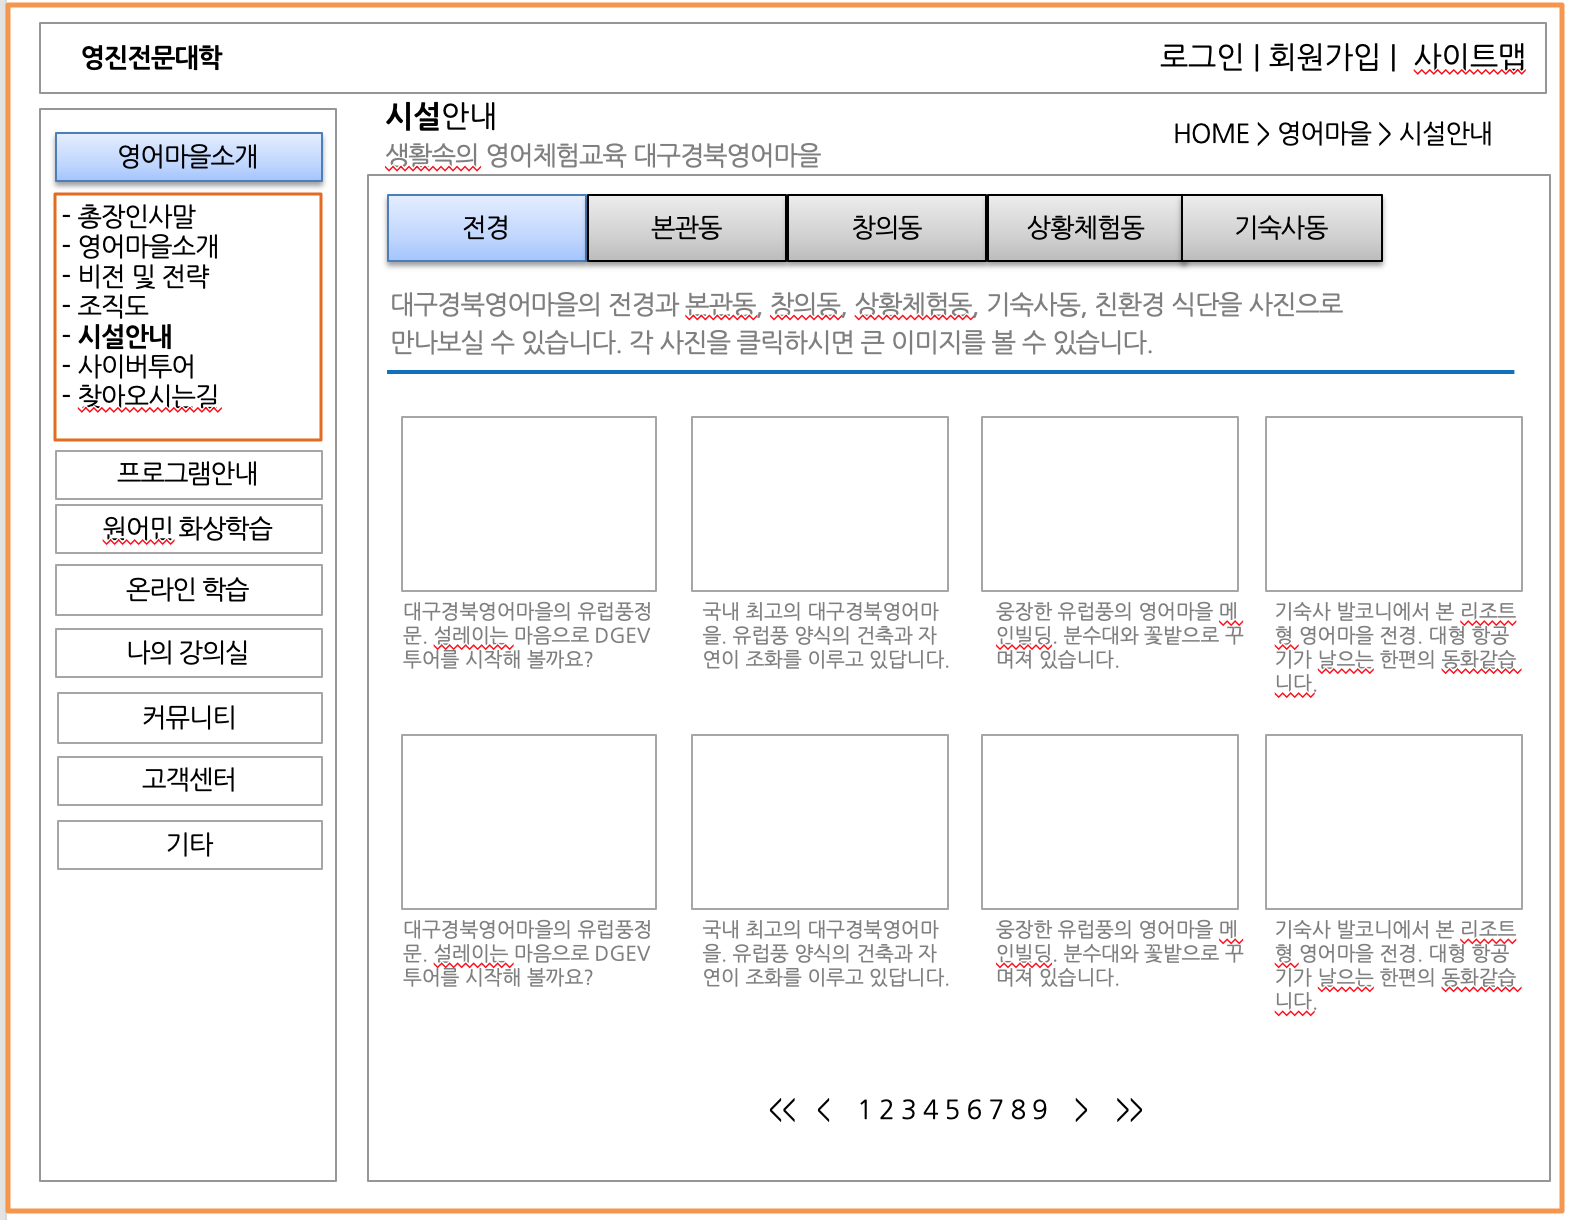 영진전문대학
로그인 | 회원가입 | 사이트맵
영어마을소개
- 총장인사말
- 영어마을소개
- 비전 및 전략
- 조직도
- 시설안내
- 사이버투어
- 찾아오시는길
프로그램안내
원어민 화상학습
온라인 학습
나의 강의실
커뮤니티
고객센터
기타
시설안내
생활속의 영어체험교육 대구경북영어마을
HOME > 영어마을 > 시설안내
전경
본관동
창의동
상황체험동
기숙사동
대구경북영어마을의 전경과 본관동, 창의동, 상황체험동, 기숙사동, 친환경 식단을 사진으로
만나보실 수 있습니다. 각 사진을 클릭하시면 큰 이미지를 볼 수 있습니다.
대구경북영어마을의 유럽풍정
문. 설레이는 마음으로 DGEV
투어를 시작해 볼까요?
국내 최고의 대구경북영어마
을. 유럽풍 양식의 건축과 자
연이 조화를 이루고 있답니다.
웅장한 유럽풍의 영어마을 메
인빌딩. 분수대와 꽃밭으로 꾸
며져 있습니다.
기숙사 발코니에서 본 리조트
형 영어마을 전경. 대형 항공
기가 날으는 한편의 동화같습
니다.
대구경북영어마을의 유럽풍정
문. 설레이는 마음으로 DGEV
투어를 시작해 볼까요?
국내 최고의 대구경북영어마
을. 유럽풍 양식의 건축과 자
연이 조화를 이루고 있답니다.
웅장한 유럽풍의 영어마을 메
인빌딩. 분수대와 꽃밭으로 꾸
며져 있습니다.
기숙사 발코니에서 본 리조트
형 영어마을 전경. 대형 항공
기가 날으는 한편의 동화같습
니다.
<< < 1 2 3 4 5 6 7 8 9 > >>